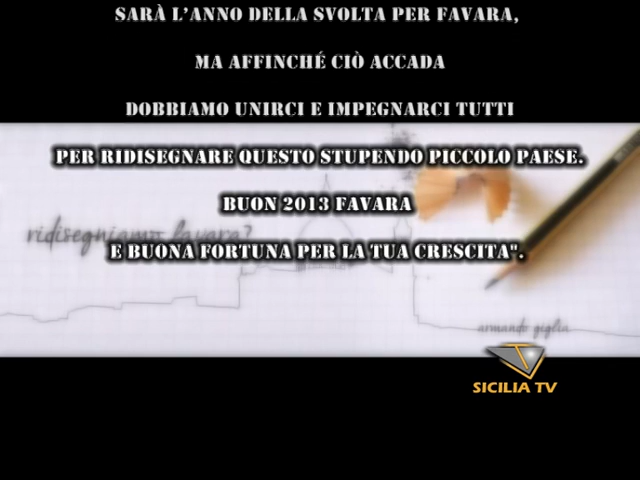 SARÀ L'ANNO DELLA SVOLTA PER FAVARA,
MA AFFINCHÉ CIÒ ACCADA
DOBBIAMO UNIRCI E IMPEGNARCI TUTTI
PER RIDISEGNARE QUESTO STUPENDO PICCOLO PAESE.
BUON 2013 FAVARA
ridisegniamo favara?
E BUONA FORTUNA PER LA TUA CRESCITA".
armando giglia
SICILIA TV